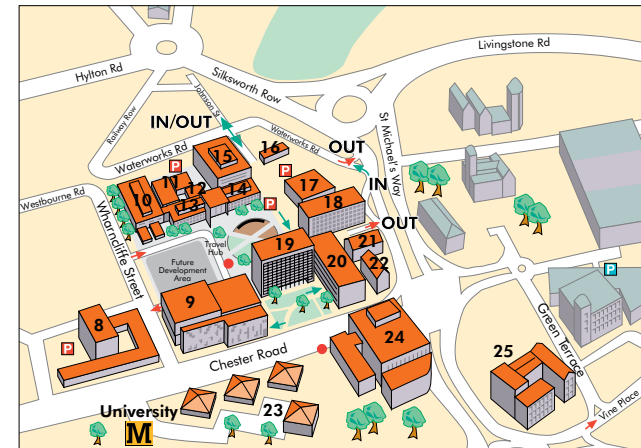 Livingstone Rd
Hylton Rd
Silksworth Row
Johnson St
Railway Row
IN/OUT
Waterworks Rd
Waterworks Rd
OUT
St Michael's Way
IN
OUT
Westbourne Rd
Wharncliffe Street
P
P
P
P
P
10
11
12
13
14
15
16
17
18
19
20
21
22
Travel
Hub
Future
Development
Area
8
9
24
25
Chester Road
Green Terrace
Vine Place
23
University
M